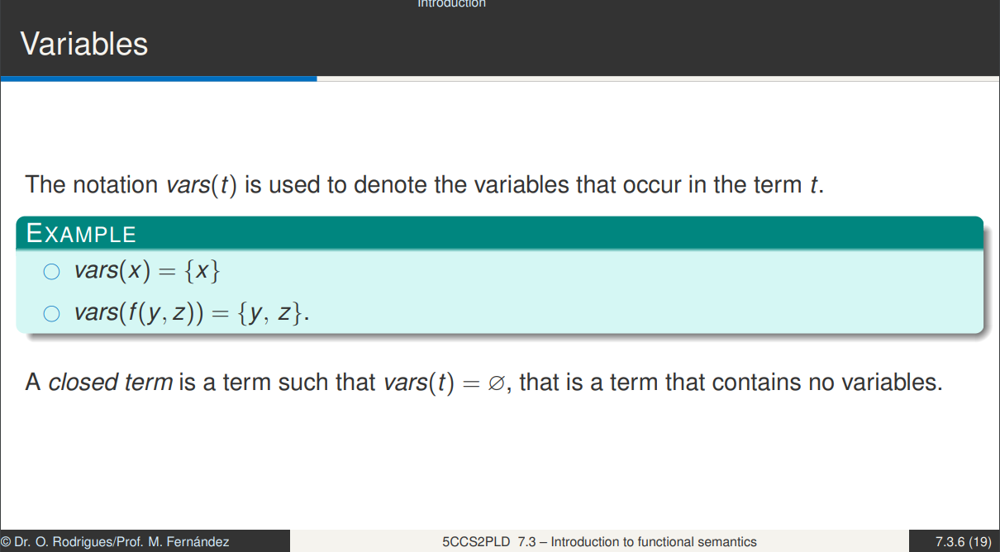 Introduction
Variables
The notation vars(t) is used to denote the variables that occur in the term t.
EXAMPLE
vars(x) = {x}
vars(f(y, z)) = {y, z}.
A closed term is a term such that vars(t) = ∅, that is a term that contains no variables.
© Dr. O. Rodrigues/Prof. M. Fernández
5CCS2PLD 7.3 – Introduction to functional semantics
7.3.6 (19)